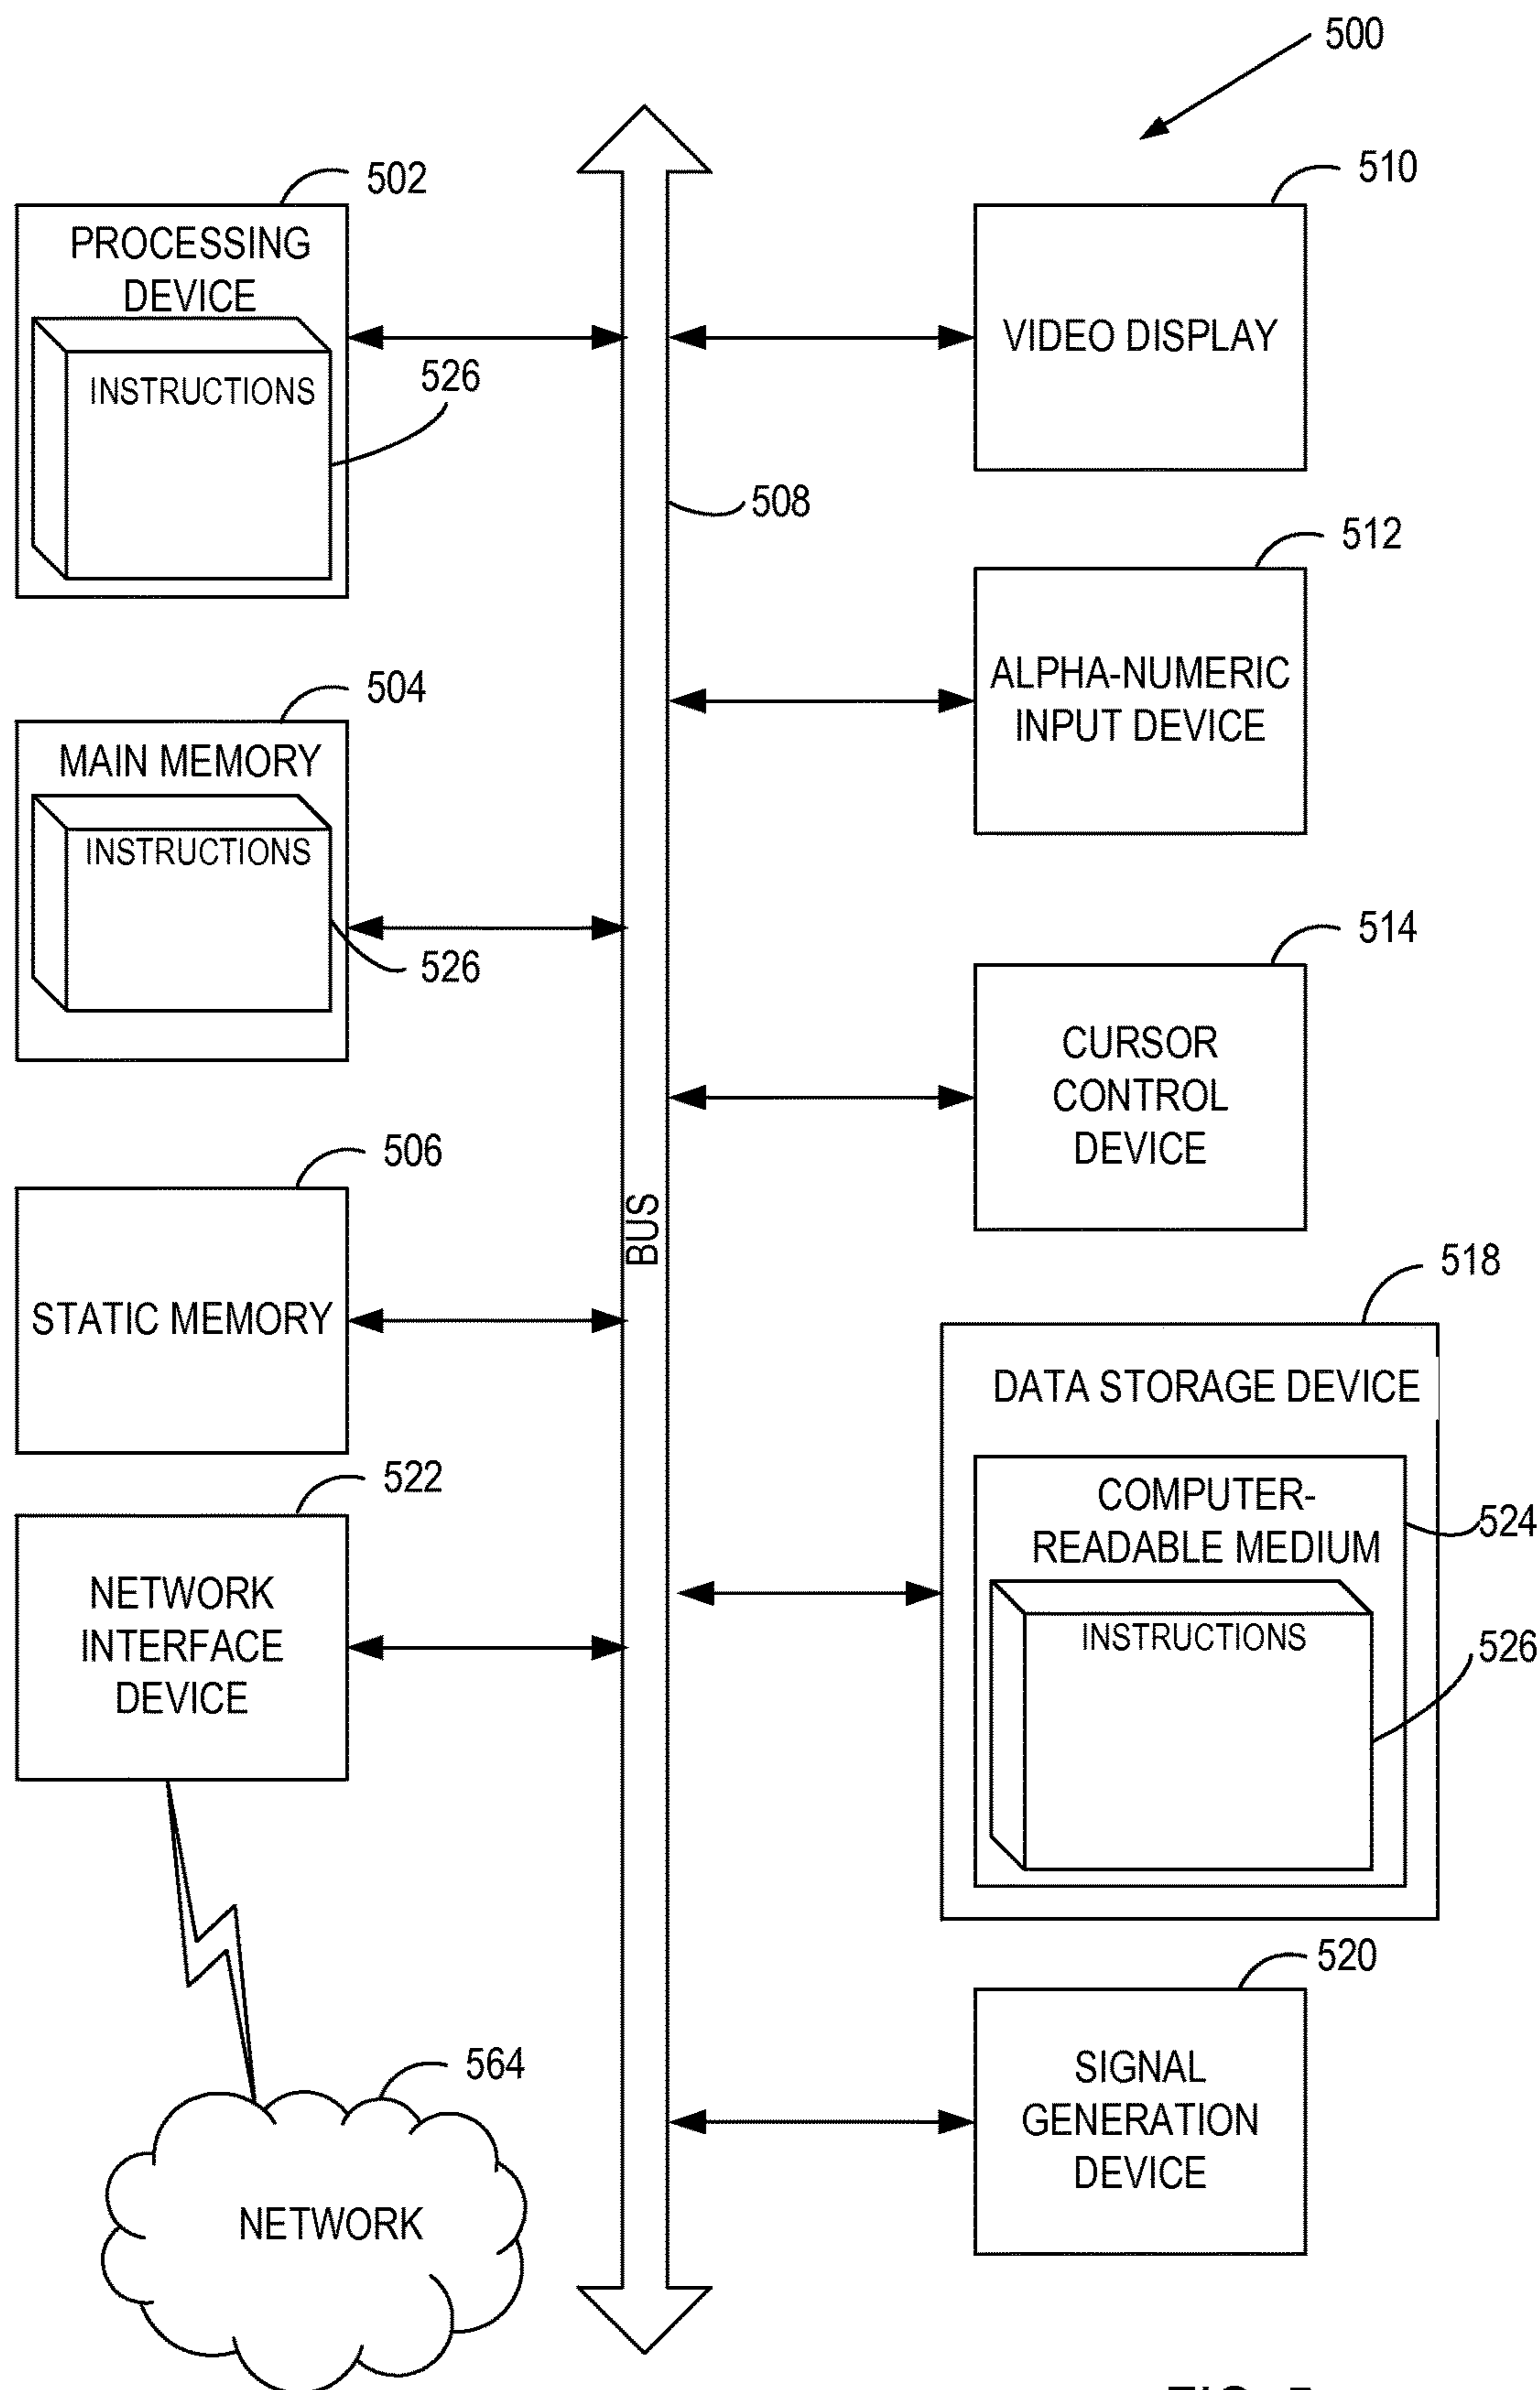 500
502
PROCESSING
DEVICE
INSTRUCTIONS
526
510
VIDEO DISPLAY
508
512
ALPHA-NUMERIC
INPUT DEVICE
504
MAIN MEMORY
INSTRUCTIONS
526
514
CURSOR
CONTROL
DEVICE
506
STATIC MEMORY
BUS
518
DATA STORAGE DEVICE
COMPUTER-
READABLE MEDIUM
524
INSTRUCTIONS
526
522
NETWORK
INTERFACE
DEVICE
520
SIGNAL
GENERATION
DEVICE
564
NETWORK